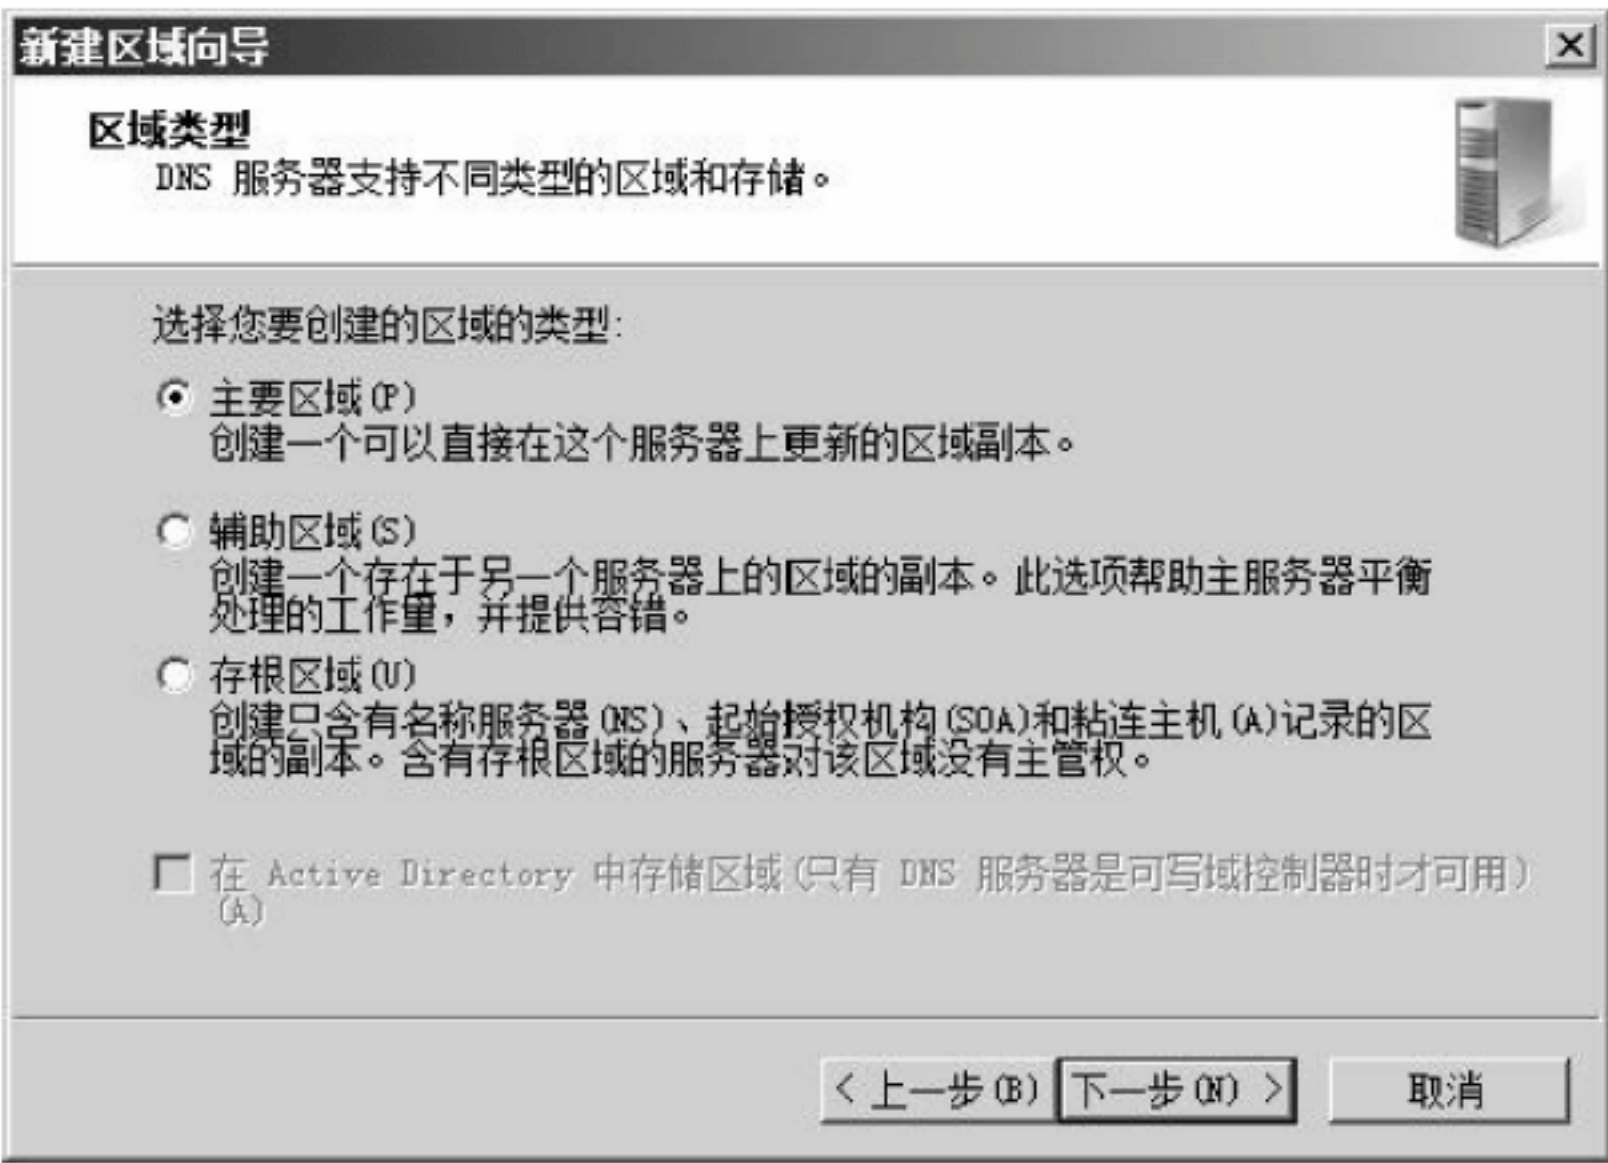 新建区域向导
区域类型
DNS 服务器支持不同类型的区域和存储。
选择您要创建的区域的类型:
主要区域(P)
创建一个可以直接在这个服务器上更新的区域副本。
辅助区域(S)
创建一个存在于另一个服务器上的区域的副本。此选项帮助主服务器平衡
处理的工作量，并提供容错。
存根区域(U)
创建只含有名称服务器(NS)、起始授权机构(SOA)和粘连主机(A)记录的区
域的副本。含有存根区域的服务器对该区域没有主管权。
在 Active Directory 中存储区域(只有 DNS 服务器是可写域控制器时才可用)
(A)
< 上一步(B) 下一步(N) > 取消